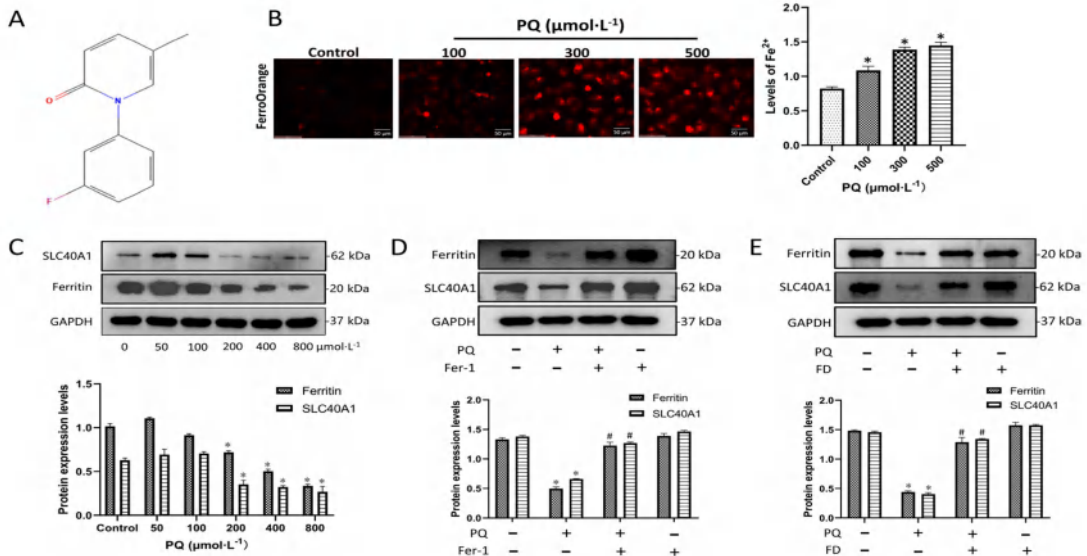 A
O
N
F
B
PQ (μmol·L⁻¹)
Control
100
300
500
FerroOrange
50 μm
50 μm
50 μm
50 μm
Levels of Fe²⁺
2.0
1.5
1.0
0.5
0.0
*
*
*
Control
100
300
500
PQ (μmol·L⁻¹)
C
SLC40A1
62 kDa
Ferritin
20 kDa
GAPDH
37 kDa
0 50 100 200 400 800 μmol·L⁻¹
Protein expression levels
1.5
1.0
0.5
0.0
Ferritin
SLC40A1
* * * * * *
Control 50 100 200 400 800
PQ (μmol·L⁻¹)
D
Ferritin
20 kDa
SLC40A1
62 kDa
GAPDH
37 kDa
PQ − + + −
Fer-1 − − + +
Protein expression levels
2.0
1.5
1.0
0.5
0.0
Ferritin
SLC40A1
* * # #
PQ − + + −
Fer-1 − − + +
E
Ferritin
20 kDa
SLC40A1
62 kDa
GAPDH
37 kDa
PQ − + + −
FD − − + +
Protein expression levels
2.0
1.5
1.0
0.5
0.0
Ferritin
SLC40A1
* * # #
PQ − + + −
FD − − + +